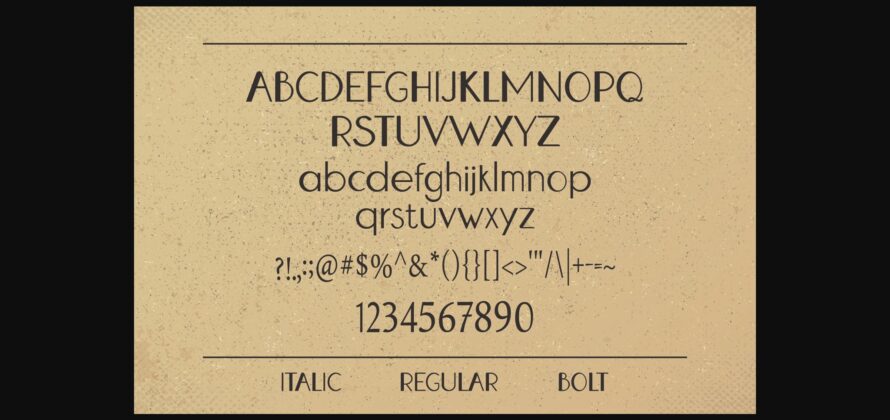 ABCDEFGHIJKLMNOPQ
RSTUVWXYZ
abcdefghijklmnop
qrstuvwxyz
?!.,:;@#$%^&*(){}[]<>'"/\|+-=~
1234567890
ITALIC REGULAR BOLT